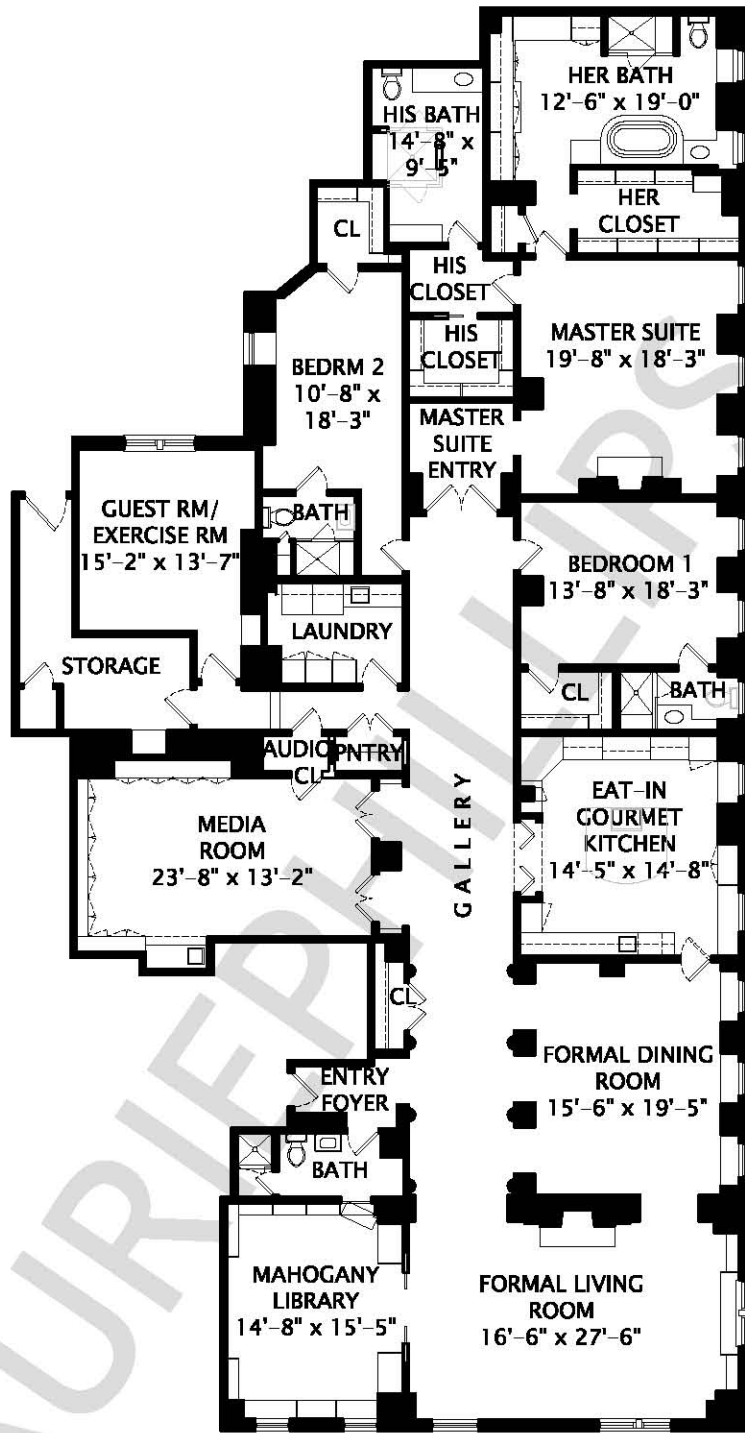 HER BATH
12'-6" x 19'-0"
HIS BATH
14'-8" x
9'-5"
HER
CLOSET
CL
HIS
CLOSET
HIS
CLOSET
MASTER SUITE
19'-8" x 18'-3"
BEDRM 2
10'-8" x
18'-3"
MASTER
SUITE
ENTRY
GUEST RM/
EXERCISE RM
15'-2" x 13'-7"
BATH
BEDROOM 1
13'-8" x 18'-3"
LAUNDRY
STORAGE
CL
BATH
AUDIO
CL
PNTRY
MEDIA
ROOM
23'-8" x 13'-2"
GALLERY
EAT-IN
GOURMET
KITCHEN
14'-5" x 14'-8"
CL
ENTRY
FOYER
FORMAL DINING
ROOM
15'-6" x 19'-5"
BATH
MAHOGANY
LIBRARY
14'-8" x 15'-5"
FORMAL LIVING
ROOM
16'-6" x 27'-6"
URIEPHILLIPS